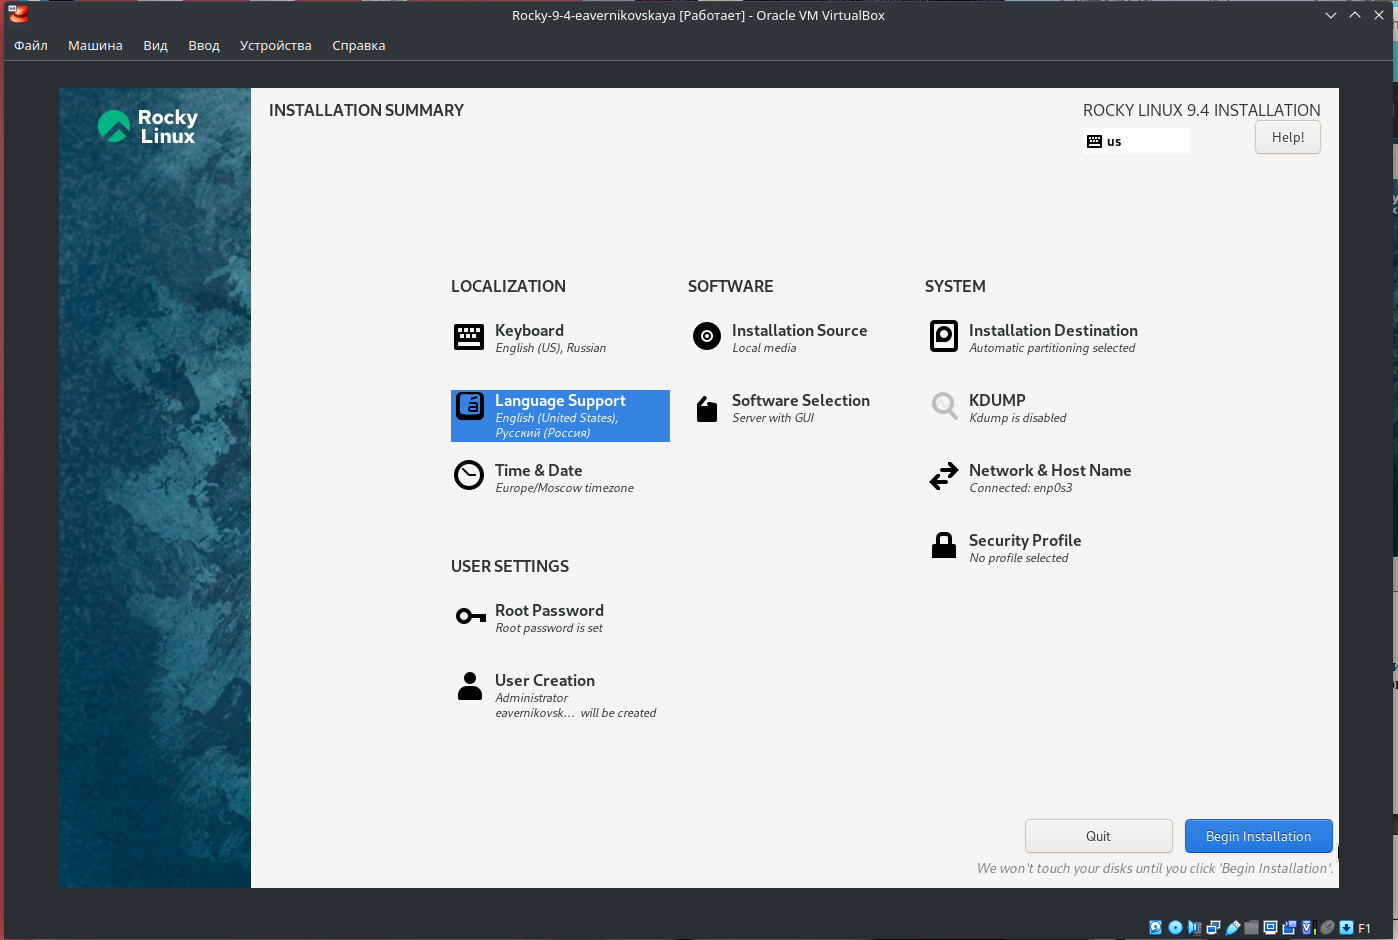 Rocky-9-4-eavernikovskaya [Работает] - Oracle VM VirtualBox
Файл Машина Вид Ввод Устройства Справка
Rocky
Linux
INSTALLATION SUMMARY
ROCKY LINUX 9.4 INSTALLATION
us
Help!
LOCALIZATION
Keyboard
English (US), Russian
Language Support
English (United States),
Русский (Россия)
Time & Date
Europe/Moscow timezone
SOFTWARE
Installation Source
Local media
Software Selection
Server with GUI
SYSTEM
Installation Destination
Automatic partitioning selected
KDUMP
Kdump is disabled
Network & Host Name
Connected: enp0s3
Security Profile
No profile selected
USER SETTINGS
Root Password
Root password is set
User Creation
Administrator
eavernikovsk... will be created
Quit
Begin Installation
We won't touch your disks until you click 'Begin Installation'.
F1